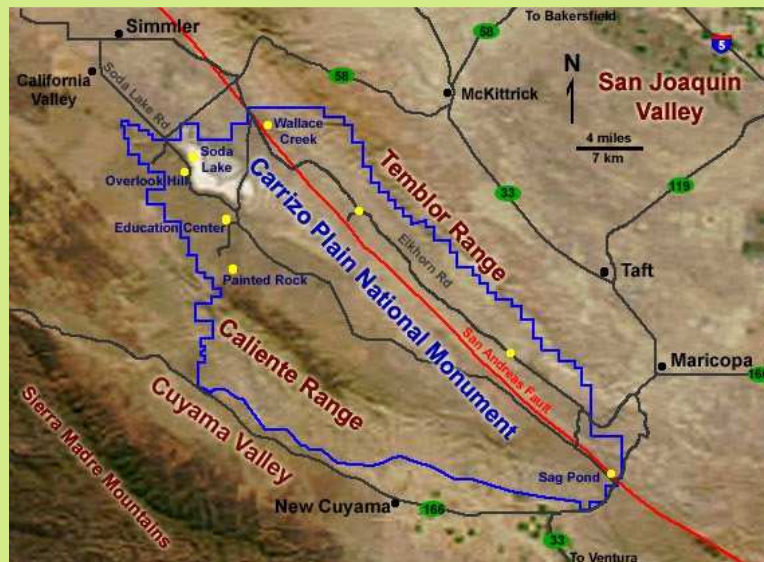 To Bakersfield
58
5
Simmler
California
Valley
Soda Lake Rd
58
McKittrick
N
4 miles
7 km
San Joaquin
Valley
Wallace
Creek
Soda
Lake
Overlook Hill
Education Center
Painted Rock
Carrizo Plain National Monument
Temblor Range
Elkhorn Rd
San Andreas Fault
33
119
Taft
Maricopa
166
Caliente Range
Cuyama Valley
Sierra Madre Mountains
New Cuyama
166
Sag Pond
33
To Ventura